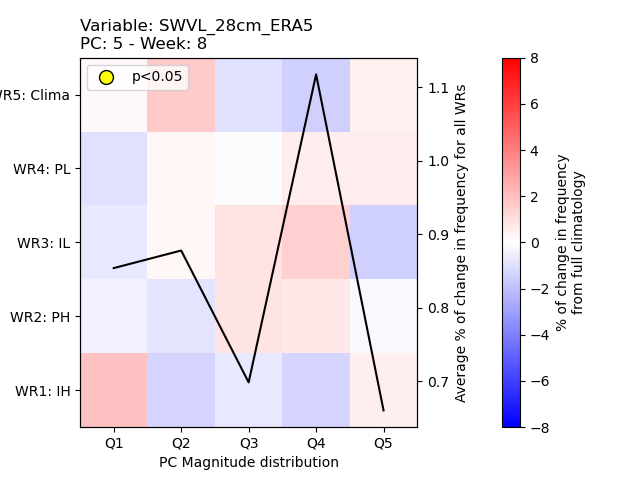 Variable: SWVL_28cm_ERA5
PC: 5 - Week: 8
p<0.05
WR5: Clima
WR4: PL
WR3: IL
WR2: PH
WR1: IH
Q1 Q2 Q3 Q4 Q5
PC Magnitude distribution
1.1
1.0
0.9
0.8
0.7
Average % of change in frequency for all WRs
8
6
4
2
0
−2
−4
−6
−8
% of change in frequency
from full climatology